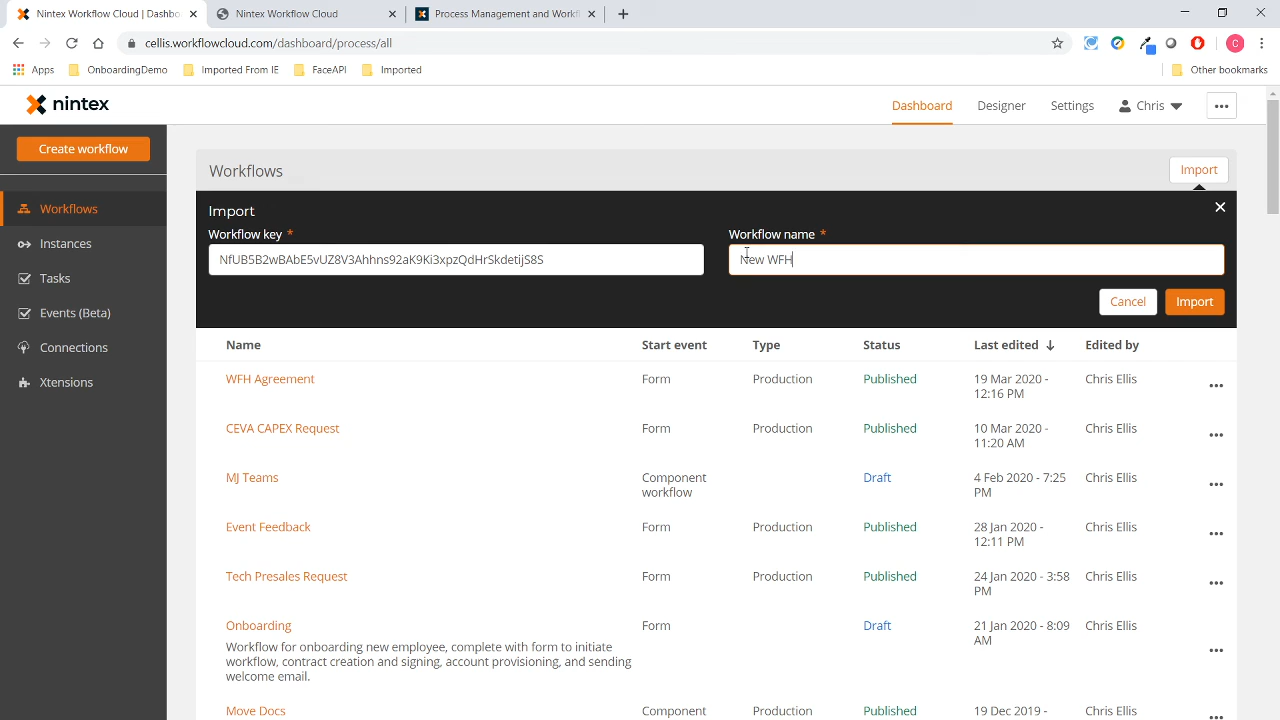 Nintex Workflow Cloud | Dashbo
Nintex Workflow Cloud
Process Management and Workf
cellis.workflowcloud.com/dashboard/process/all
Apps
OnboardingDemo
Imported From IE
FaceAPI
Imported
Other bookmarks
C
nintex
Dashboard
Designer
Settings
Chris
Create workflow
Workflows
Instances
Tasks
Events (Beta)
Connections
Xtensions
Workflows
Import
Import
Workflow key *
Workflow name *
NfUB5B2wBAbE5vUZ8V3Ahhns92aK9Ki3xpzQdHrSkdetijS8S
New WFH
Cancel
Import
Name Start event Type Status Last edited Edited by
WFH Agreement Form Production Published 19 Mar 2020 - Chris Ellis
12:16 PM
CEVA CAPEX Request Form Production Published 10 Mar 2020 - Chris Ellis
11:20 AM
MJ Teams Component Draft 4 Feb 2020 - 7:25 Chris Ellis
workflow PM
Event Feedback Form Production Published 28 Jan 2020 - Chris Ellis
12:11 PM
Tech Presales Request Form Production Published 24 Jan 2020 - 3:58 Chris Ellis
PM
Onboarding Form Draft 21 Jan 2020 - 8:09 Chris Ellis
AM
Workflow for onboarding new employee, complete with form to initiate
workflow, contract creation and signing, account provisioning, and sending
welcome email.
Move Docs Component Published 19 Dec 2019 - Chris Ellis